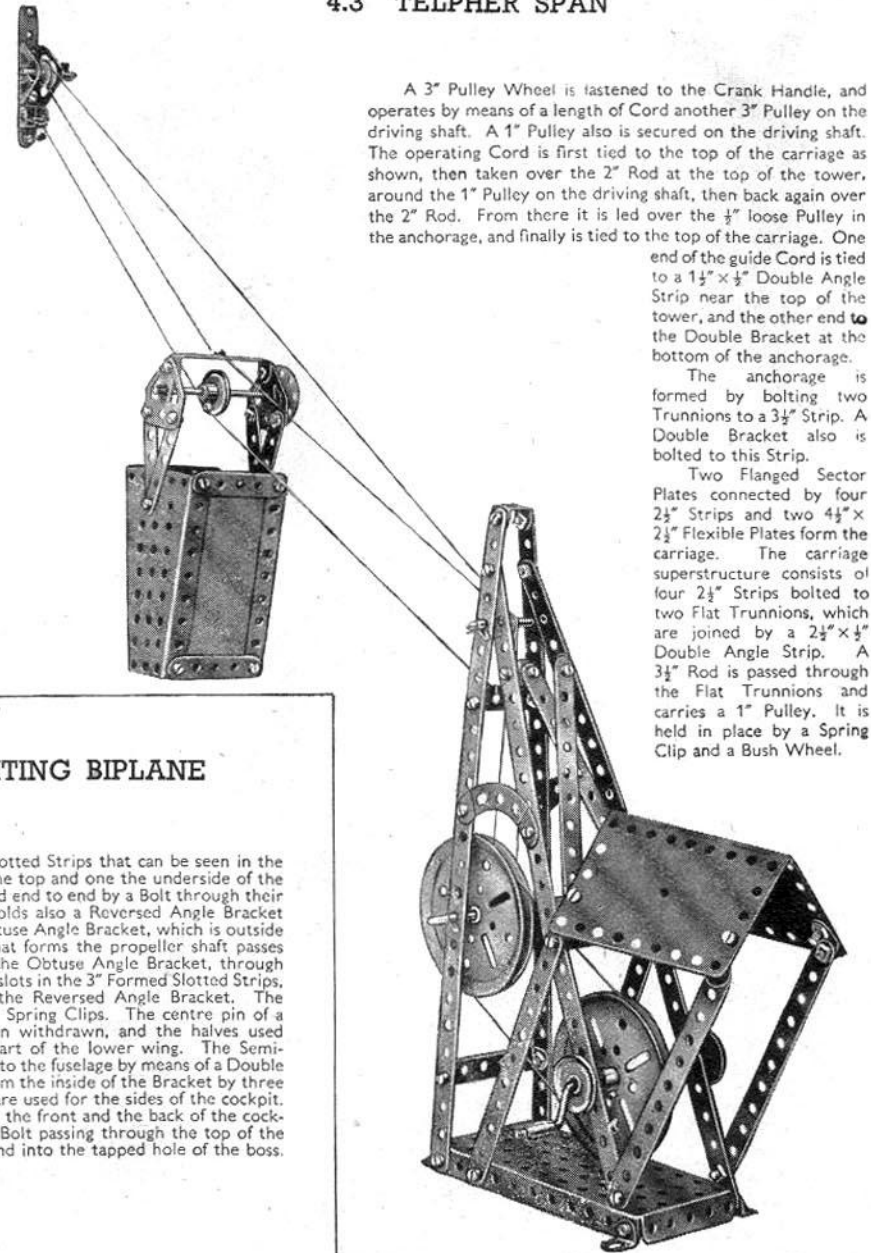 4.3 TELPHER SPAN
A 3" Pulley Wheel is fastened to the Crank Handle, and
operates by means of a length of Cord another 3" Pulley on the
driving shaft. A 1" Pulley also is secured on the driving shaft.
The operating Cord is first tied to the top of the carriage as
shown, then taken over the 2" Rod at the top of the tower,
around the 1" Pulley on the driving shaft, then back again over
the 2" Rod. From there it is led over the ½" loose Pulley in
the anchorage, and finally is tied to the top of the carriage. One
end of the guide Cord is tied
to a 1½" × ½" Double Angle
Strip near the top of the
tower, and the other end to
the Double Bracket at the
bottom of the anchorage.
The anchorage is
formed by bolting two
Trunnions to a 3½" Strip. A
Double Bracket also is
bolted to this Strip.
Two Flanged Sector
Plates connected by four
2½" Strips and two 4½" ×
2½" Flexible Plates form the
carriage. The carriage
superstructure consists of
four 2½" Strips bolted to
two Flat Trunnions, which
are joined by a 2½" × ½"
Double Angle Strip. A
3½" Rod is passed through
the Flat Trunnions and
carries a 1" Pulley. It is
held in place by a Spring
Clip and a Bush Wheel.
TING BIPLANE
otted Strips that can be seen in the
ne top and one the underside of the
d end to end by a Bolt through their
olds also a Reversed Angle Bracket
tuse Angle Bracket, which is outside
hat forms the propeller shaft passes
he Obtuse Angle Bracket, through
slots in the 3" Formed Slotted Strips,
the Reversed Angle Bracket. The
Spring Clips. The centre pin of a
n withdrawn, and the halves used
art of the lower wing. The Semi-
to the fuselage by means of a Double
m the inside of the Bracket by three
are used for the sides of the cockpit.
the front and the back of the cock-
Bolt passing through the top of the
nd into the tapped hole of the boss.